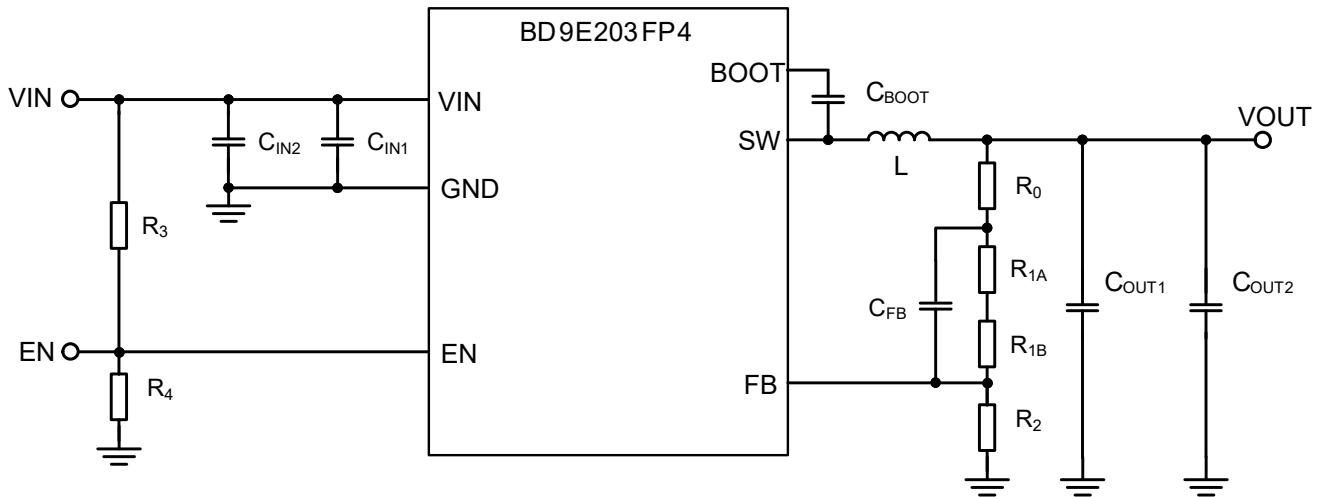 BD9E203FP4
BOOT
C_BOOT
VIN
VIN
VOUT
C_IN2
C_IN1
SW
L
GND
R_0
R_3
R_1A
C_OUT1
C_OUT2
C_FB
R_1B
EN
EN
FB
R_4
R_2